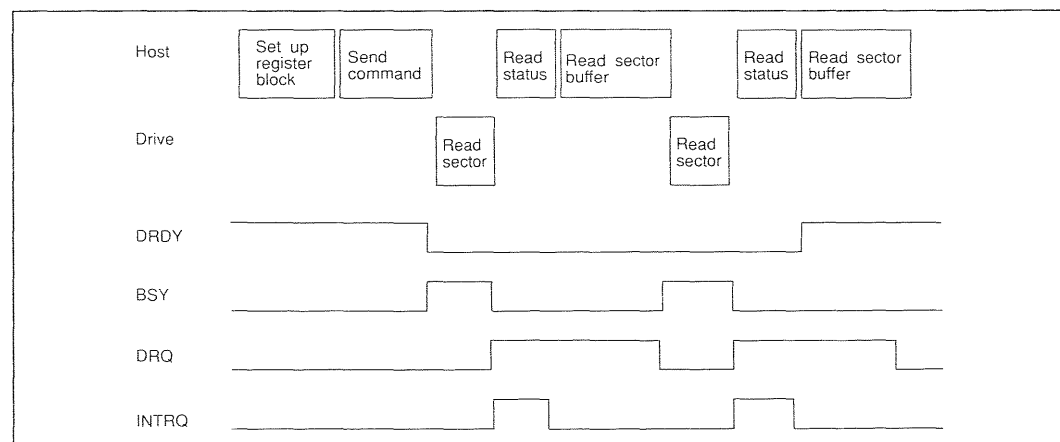 Host
Set up
register
block
Send
command
Read
status
Read sector
buffer
Read
status
Read sector
buffer
Drive
Read
sector
Read
sector
DRDY
BSY
DRQ
INTRQ